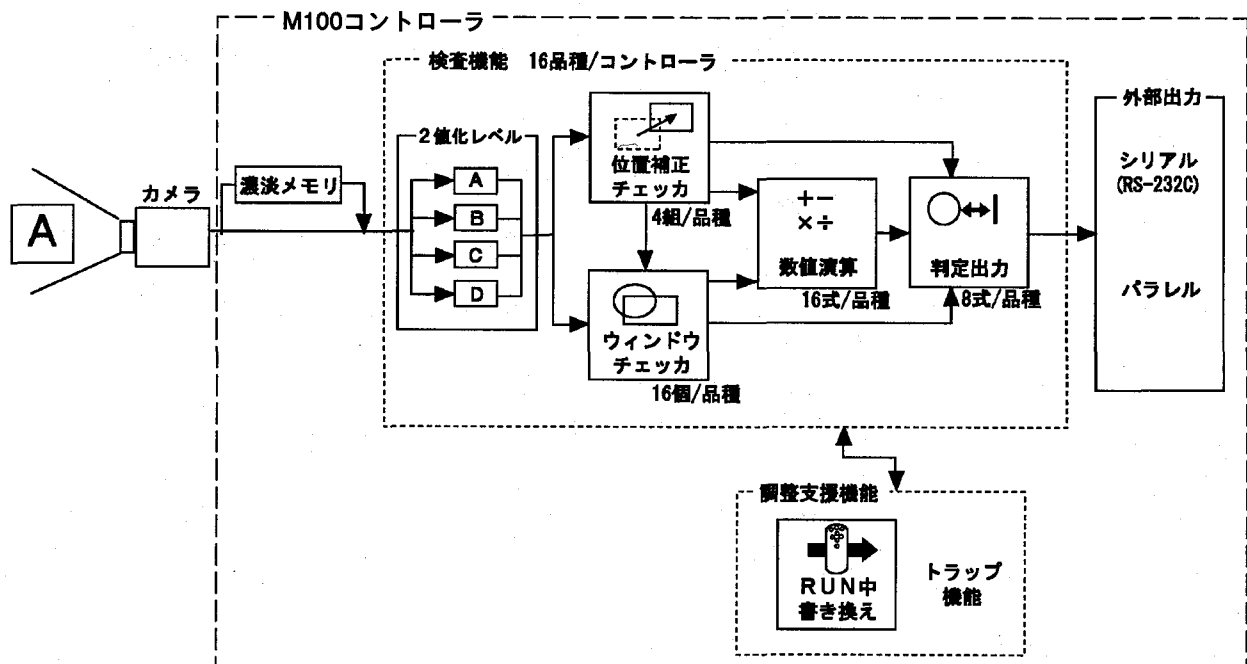 M100コントローラ
検査機能 16品種/コントローラ
外部出力
2値化レベル
シリアル
(RS-232C)
パラレル
濃淡メモリ
カメラ
A
A
B
C
D
位置補正
チェッカ
4組/品種
ウィンドウ
チェッカ
16個/品種
+−
×÷
数値演算
16式/品種
判定出力
8式/品種
調整支援機能
RUN中
書き換え
トラップ
機能